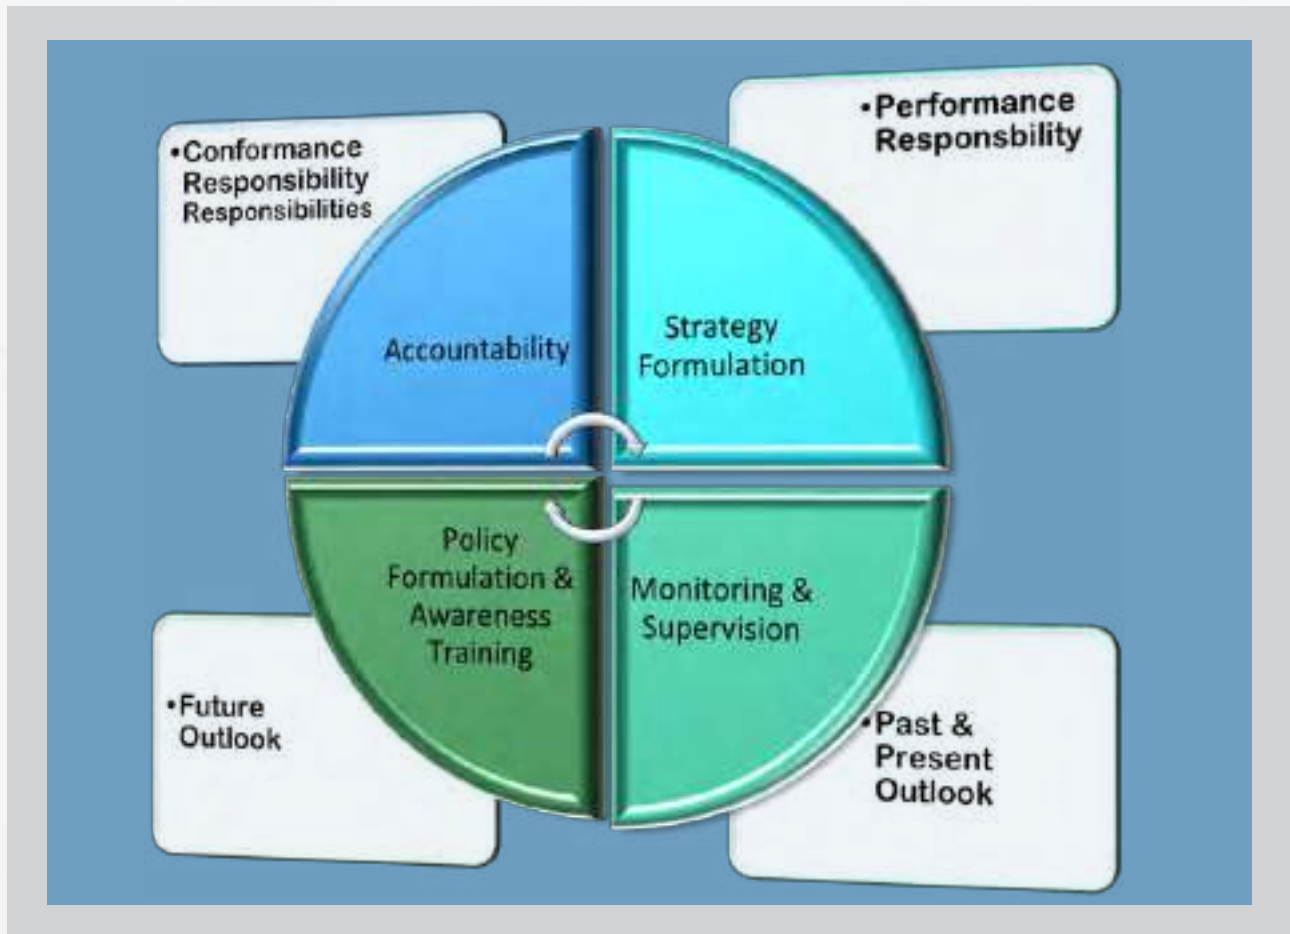 •Conformance
Responsibility
Responsibilities
•Performance
Responsbility
Accountability
Strategy
Formulation
Policy
Formulation &
Awareness
Training
Monitoring &
Supervision
•Future
Outlook
•Past &
Present
Outlook